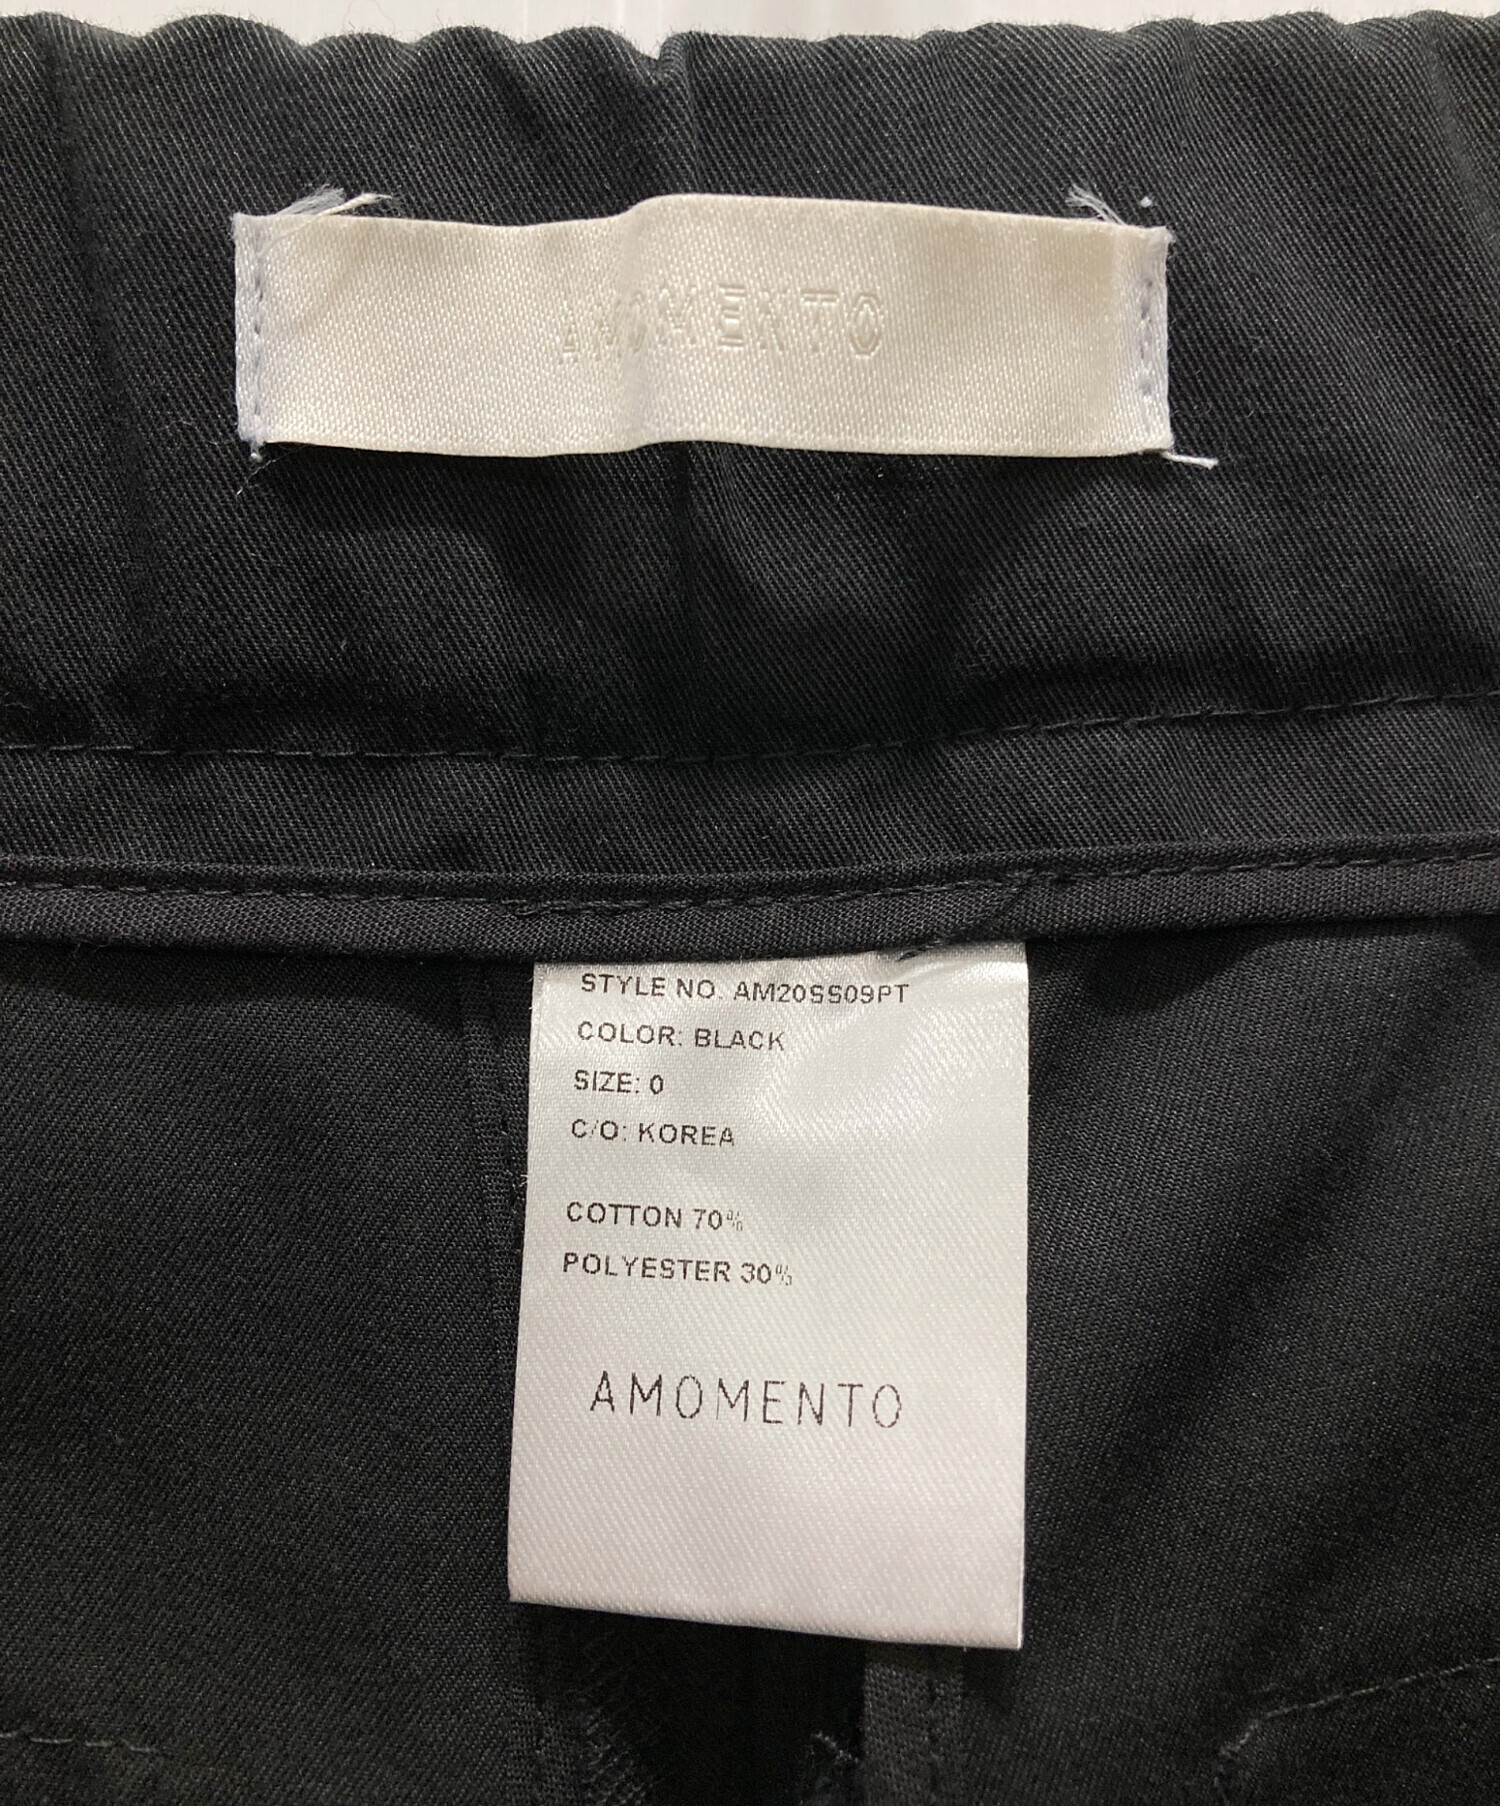 AMOMENTO
STYLE NO. AM20SS09PT
COLOR: BLACK
SIZE: 0
C/O: KOREA
COTTON 70%
POLYESTER 30%
AMOMENTO